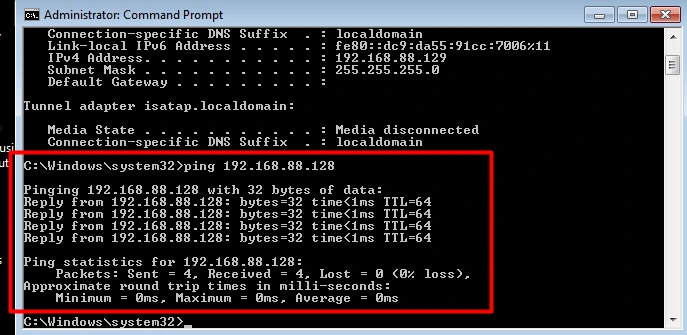 Administrator: Command Prompt
Connection-specific DNS Suffix  . : localdomain
Link-local IPv6 Address . . . . . : fe80::dc9:da55:91cc:7006%11
IPv4 Address. . . . . . . . . . . : 192.168.88.129
Subnet Mask . . . . . . . . . . . : 255.255.255.0
Default Gateway . . . . . . . . . :
Tunnel adapter isatap.localdomain:
Media State . . . . . . . . . . . : Media disconnected
Connection-specific DNS Suffix  . : localdomain
C:\Windows\system32>ping 192.168.88.128
Pinging 192.168.88.128 with 32 bytes of data:
Reply from 192.168.88.128: bytes=32 time<1ms TTL=64
Reply from 192.168.88.128: bytes=32 time<1ms TTL=64
Reply from 192.168.88.128: bytes=32 time<1ms TTL=64
Reply from 192.168.88.128: bytes=32 time<1ms TTL=64
Ping statistics for 192.168.88.128:
Packets: Sent = 4, Received = 4, Lost = 0 (0% loss),
Approximate round trip times in milli-seconds:
Minimum = 0ms, Maximum = 0ms, Average = 0ms
C:\Windows\system32>_